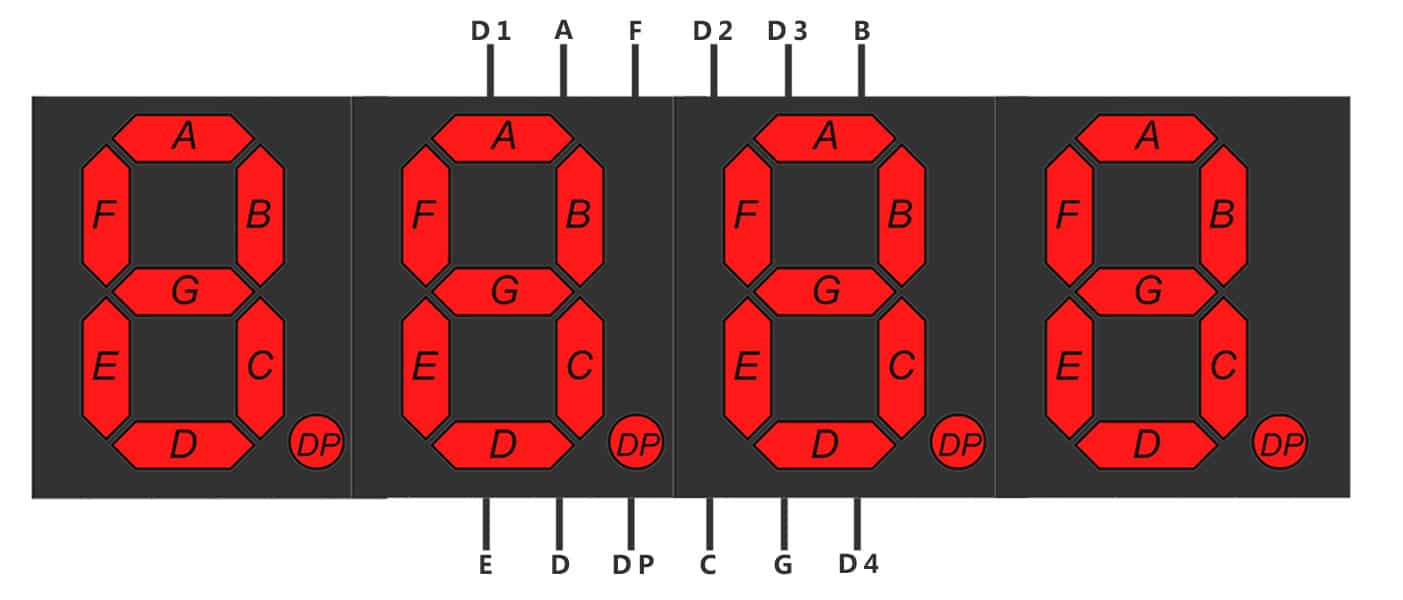 D1 A F D2 D3 B
A A A A
F B F B F B F B
G G G G
E C E C E C E C
D DP D DP D DP D DP
E D DP C G D4